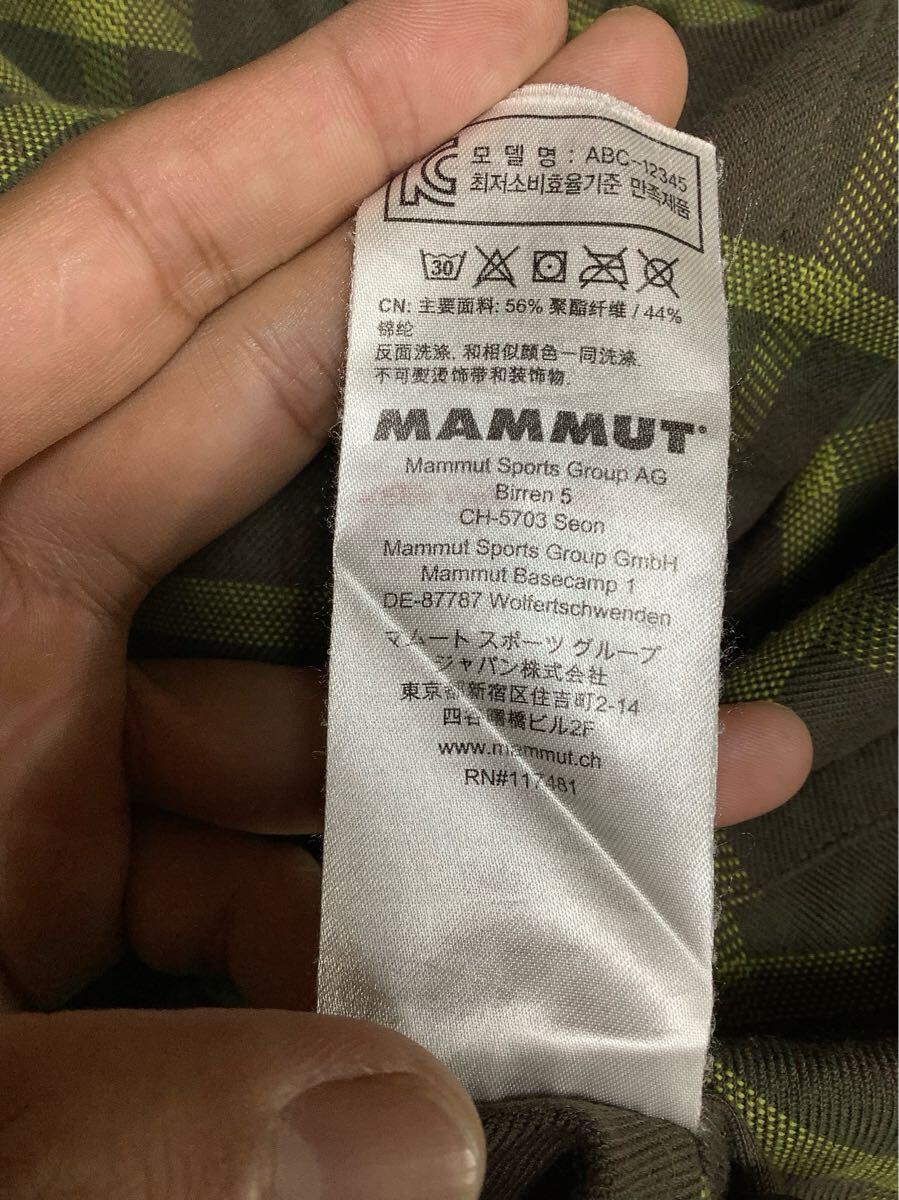 모델명 : ABC-12345
최저소비효율기준 만족제품
30
CN: 主要面料: 56% 聚酯纤维 / 44%
锦纶
反面洗涤. 和相似颜色一同洗涤.
不可熨烫饰带和装饰物.
MAMMUT
Mammut Sports Group AG
Birren 5
CH-5703 Seon
Mammut Sports Group GmbH
Mammut Basecamp 1
DE-87787 Wolfertschwenden
マムート スポーツ グループ
ジャパン株式会社
東京都新宿区住吉町2-14
四谷曙橋ビル2F
www.mammut.ch
RN#117481